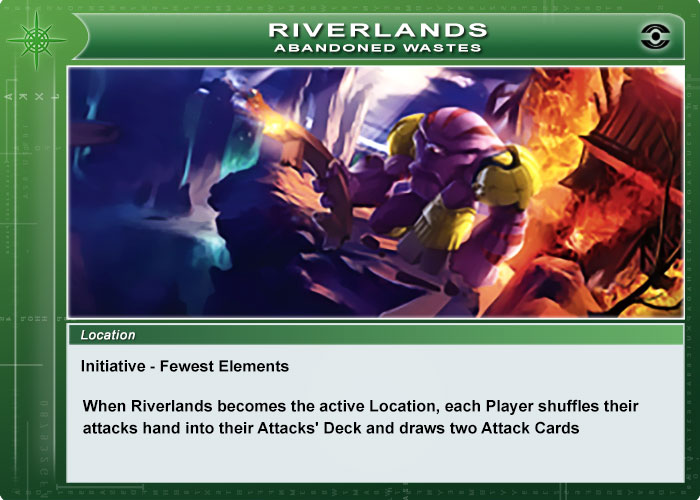 RIVERLANDS
ABANDONED WASTES
Location
Initiative - Fewest Elements
When Riverlands becomes the active Location, each Player shuffles their
attacks hand into their Attacks' Deck and draws two Attack Cards